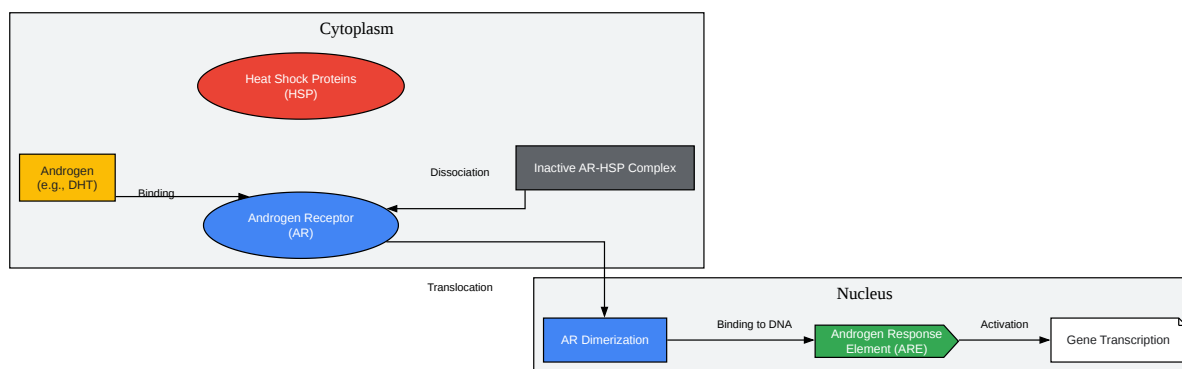 Cytoplasm
Heat Shock Proteins
(HSP)
Androgen
(e.g., DHT)
Binding
Dissociation
Inactive AR-HSP Complex
Androgen Receptor
(AR)
Translocation
Nucleus
AR Dimerization
Binding to DNA
Androgen Response
Element (ARE)
Activation
Gene Transcription